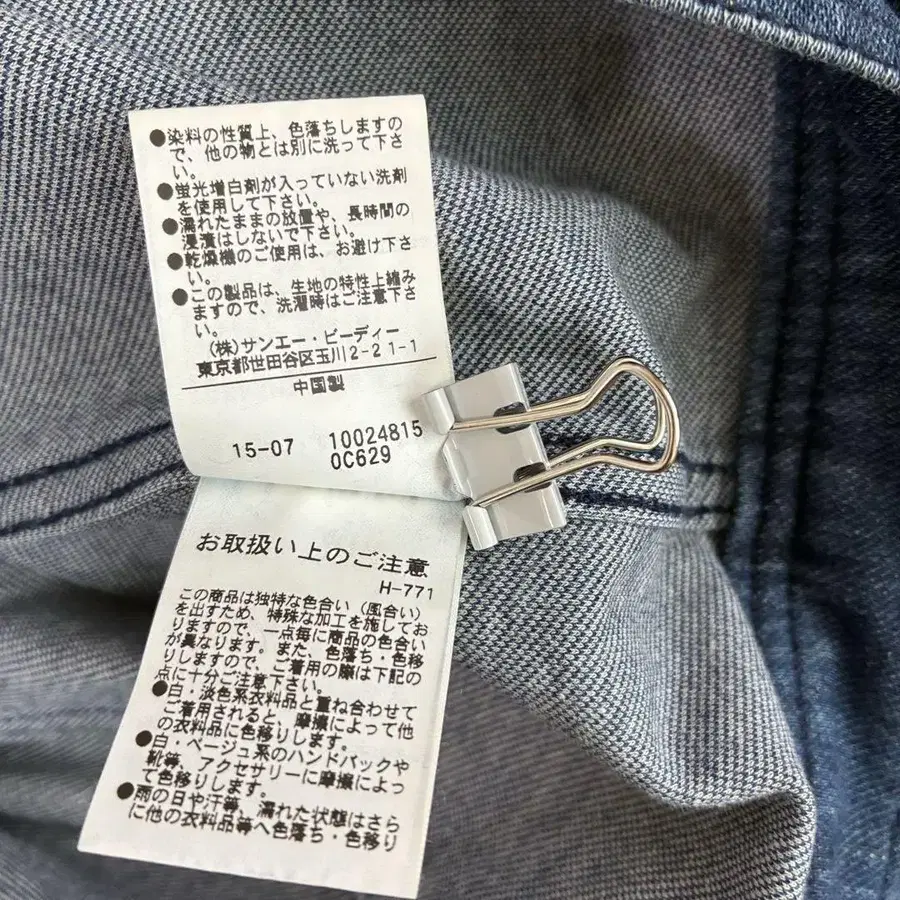 ●染料の性質上、色落ちしますの
で、他の物とは別に洗って下さ
い。
●蛍光増白剤が入っていない洗剤
を使用して下さい。
●濡れたままの放置や、長時間の
浸漬はしないで下さい。
●乾燥機のご使用は、お避け下さ
い。
●この製品は、生地の特性上縮み
ますので、洗濯時はご注意下さ
い。
(株)サンエー・ビーディー
東京都世田谷区玉川2-21-1
中国製
15-07 10024815
0C629
お取扱い上のご注意
H-771
この商品は独特な色合い(風合い)
を出すため、特殊な加工を施してお
りますので、一点毎に商品の色合い
が異なります。また、色落ち・色移
りしますので、ご着用の際は下記の
点に十分ご注意下さい。
●白・淡色系衣料品と重ね合わせて
ご着用されると、摩擦によって他
の衣料品に色移りします。
●白・ベージュ系のハンドバックや
靴等、アクセサリーに摩擦によっ
て色移りします。
●雨の日や汗等、濡れた状態はさら
に他の衣料品等へ色落ち・色移り